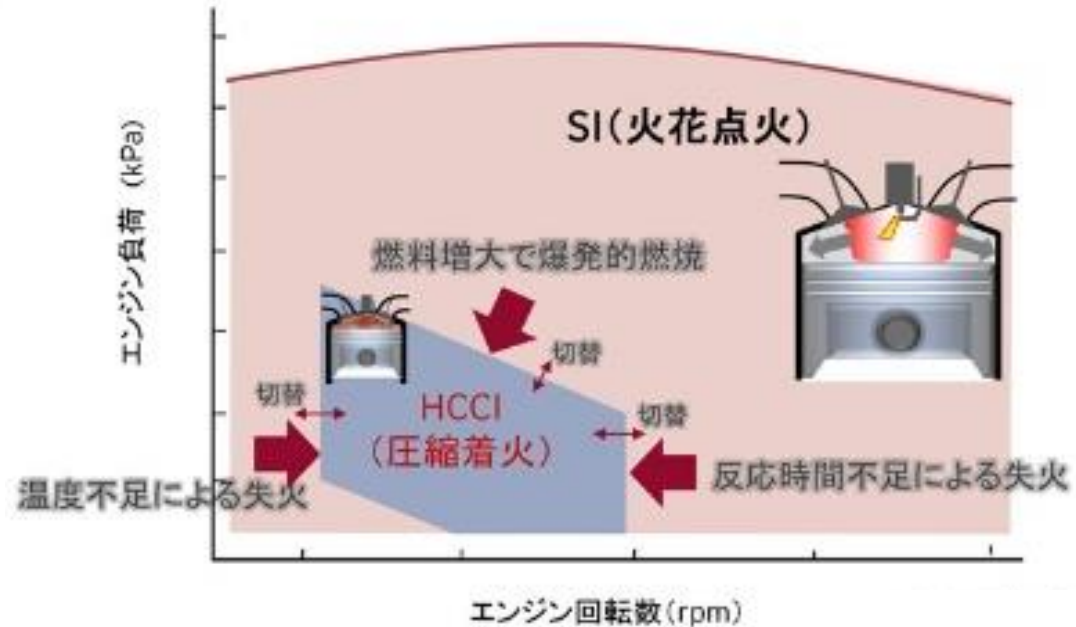 SI(火花点火)
エンジン負荷 (kPa)
燃料増大で爆発的燃焼
切替
切替
HCCI
(圧縮着火)
切替
温度不足による失火
反応時間不足による失火
エンジン回転数(rpm)